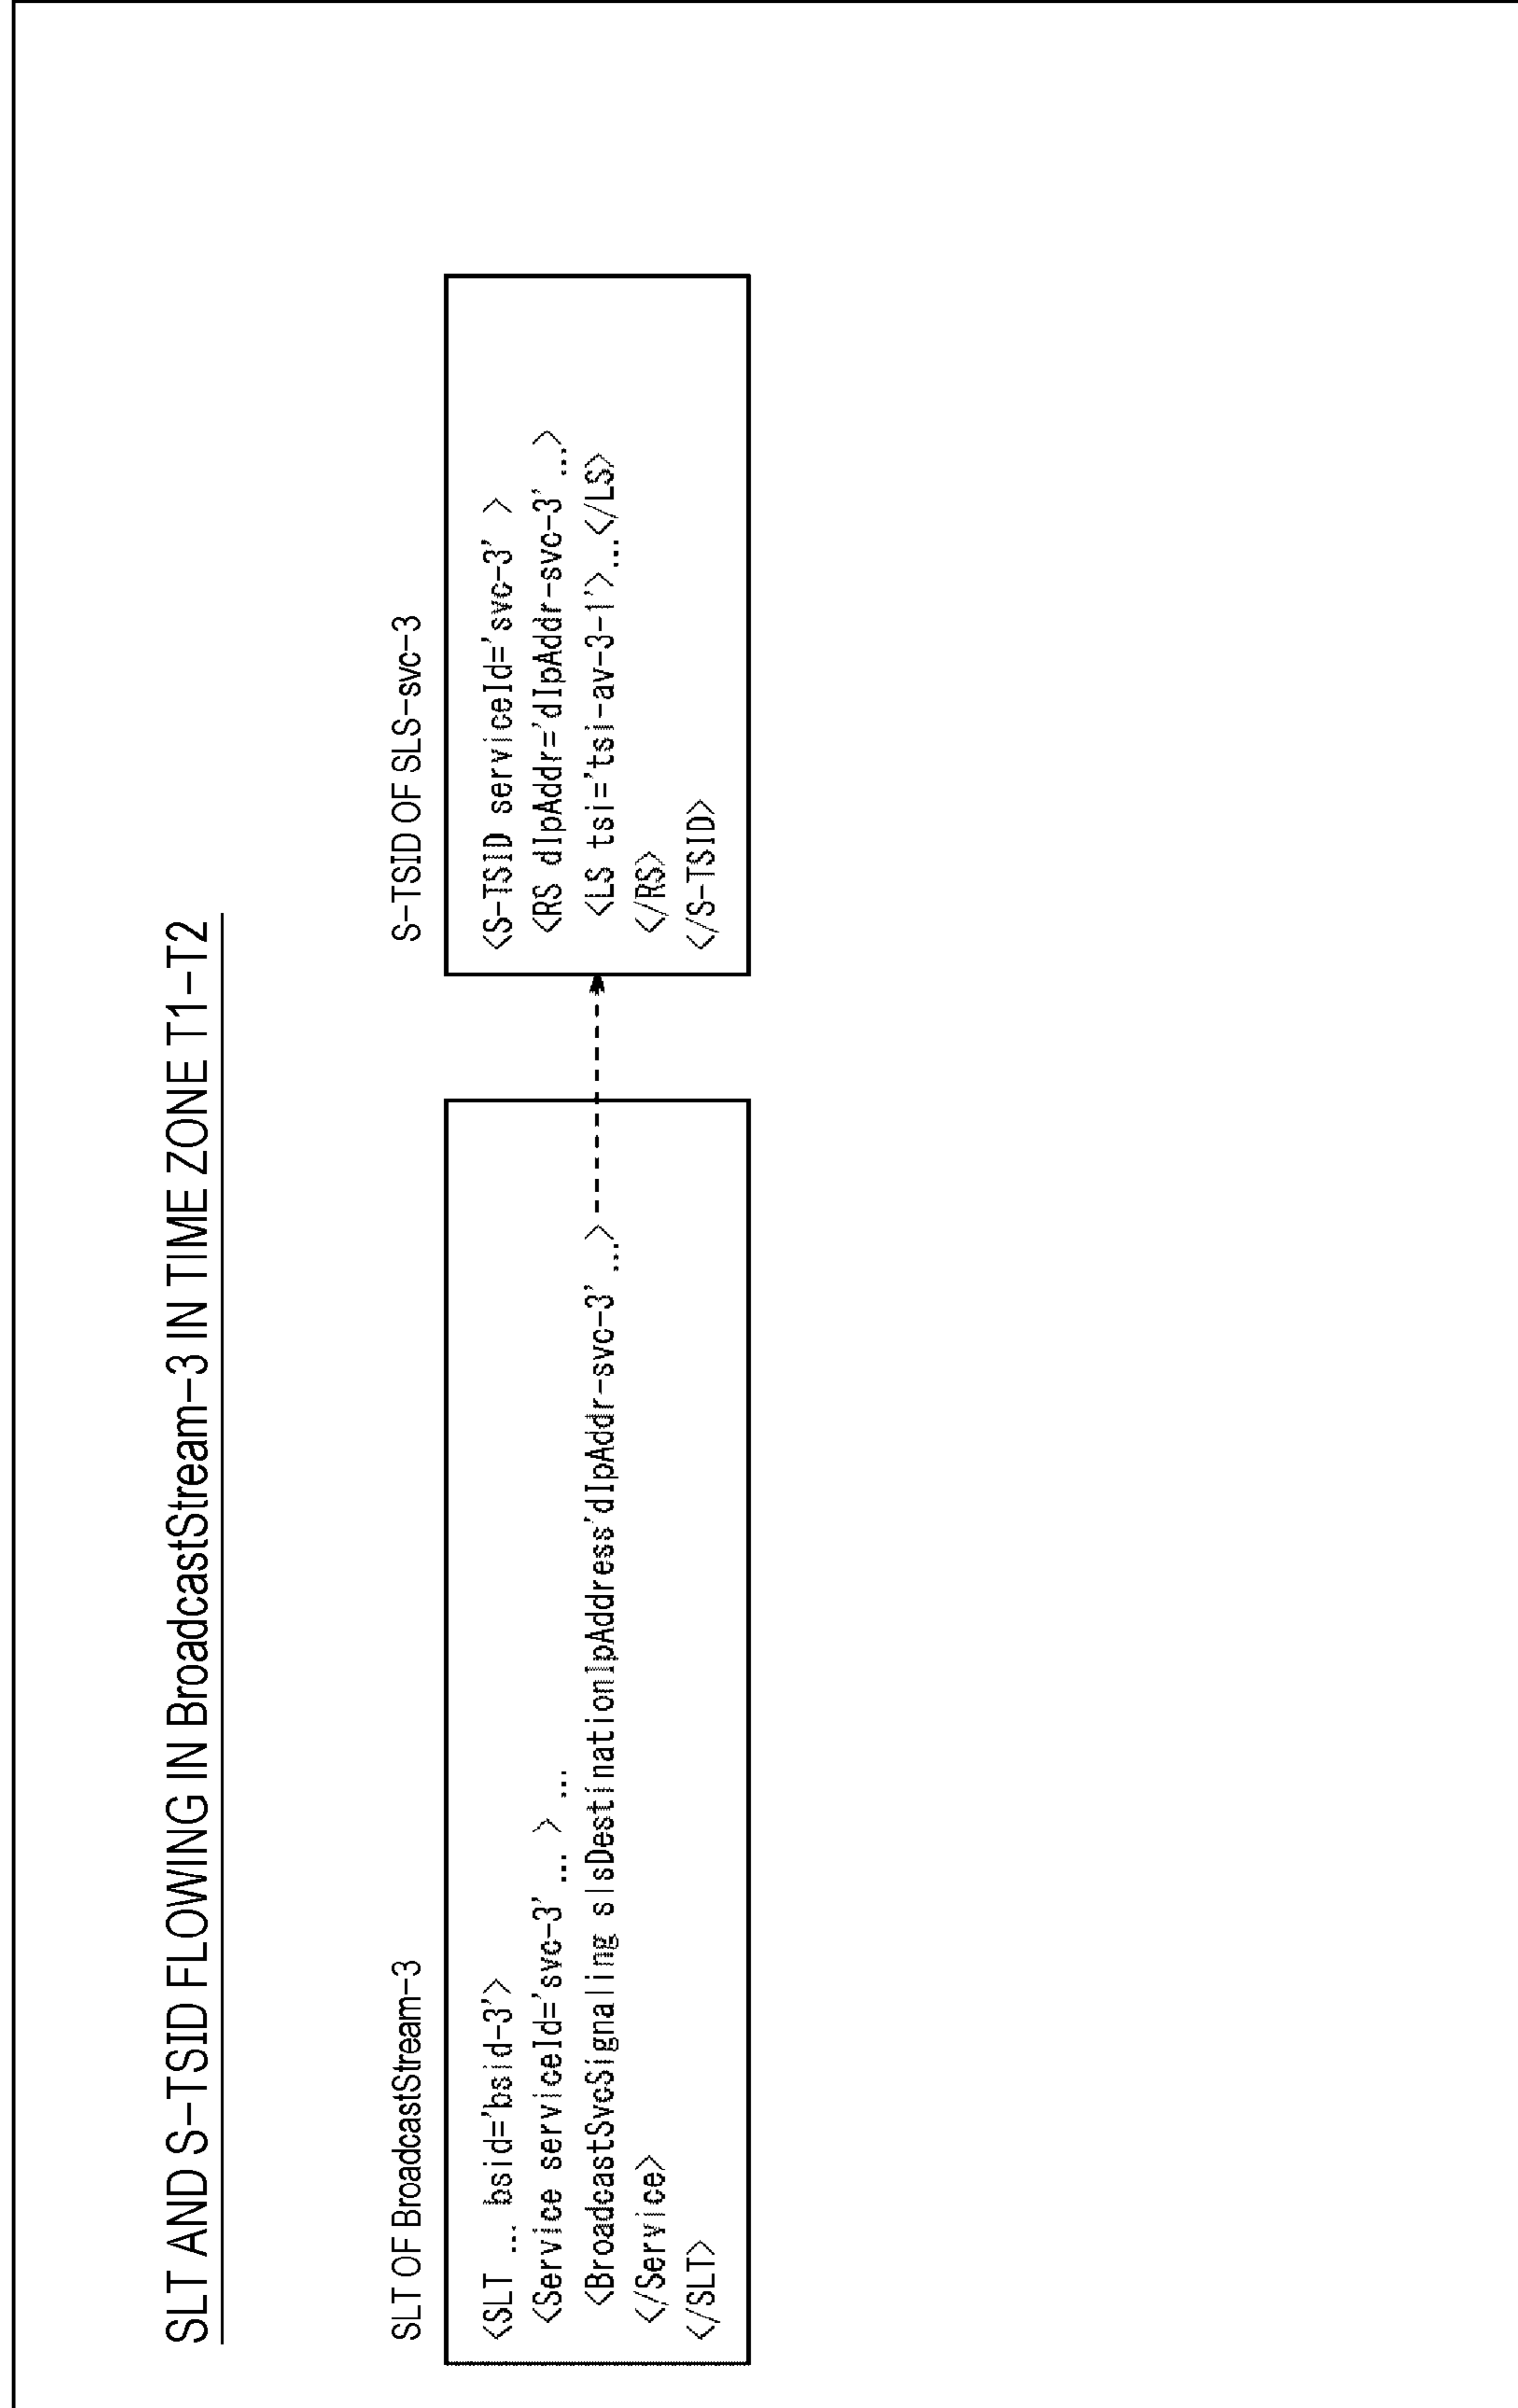 SLT AND S-TSID FLOWING IN BroadcastStream-3 IN TIME ZONE T1-T2
SLT OF BroadcastStream-3
<SLT ... bsid='bsid-3'>
<Service serviceId='svc-3' ... > ...
<BroadcastSvcSignaling slsDestinationIpAddress'dIpAddr-svc-3' ...>
</Service>
</SLT>
S-TSID OF SLS-svc-3
<S-TSID serviceId='svc-3' >
<RS dIpAddr='dIpAddr-svc-3' ...>
<LS tsi='tsi-av-3-1'>...</LS>
</RS>
</S-TSID>